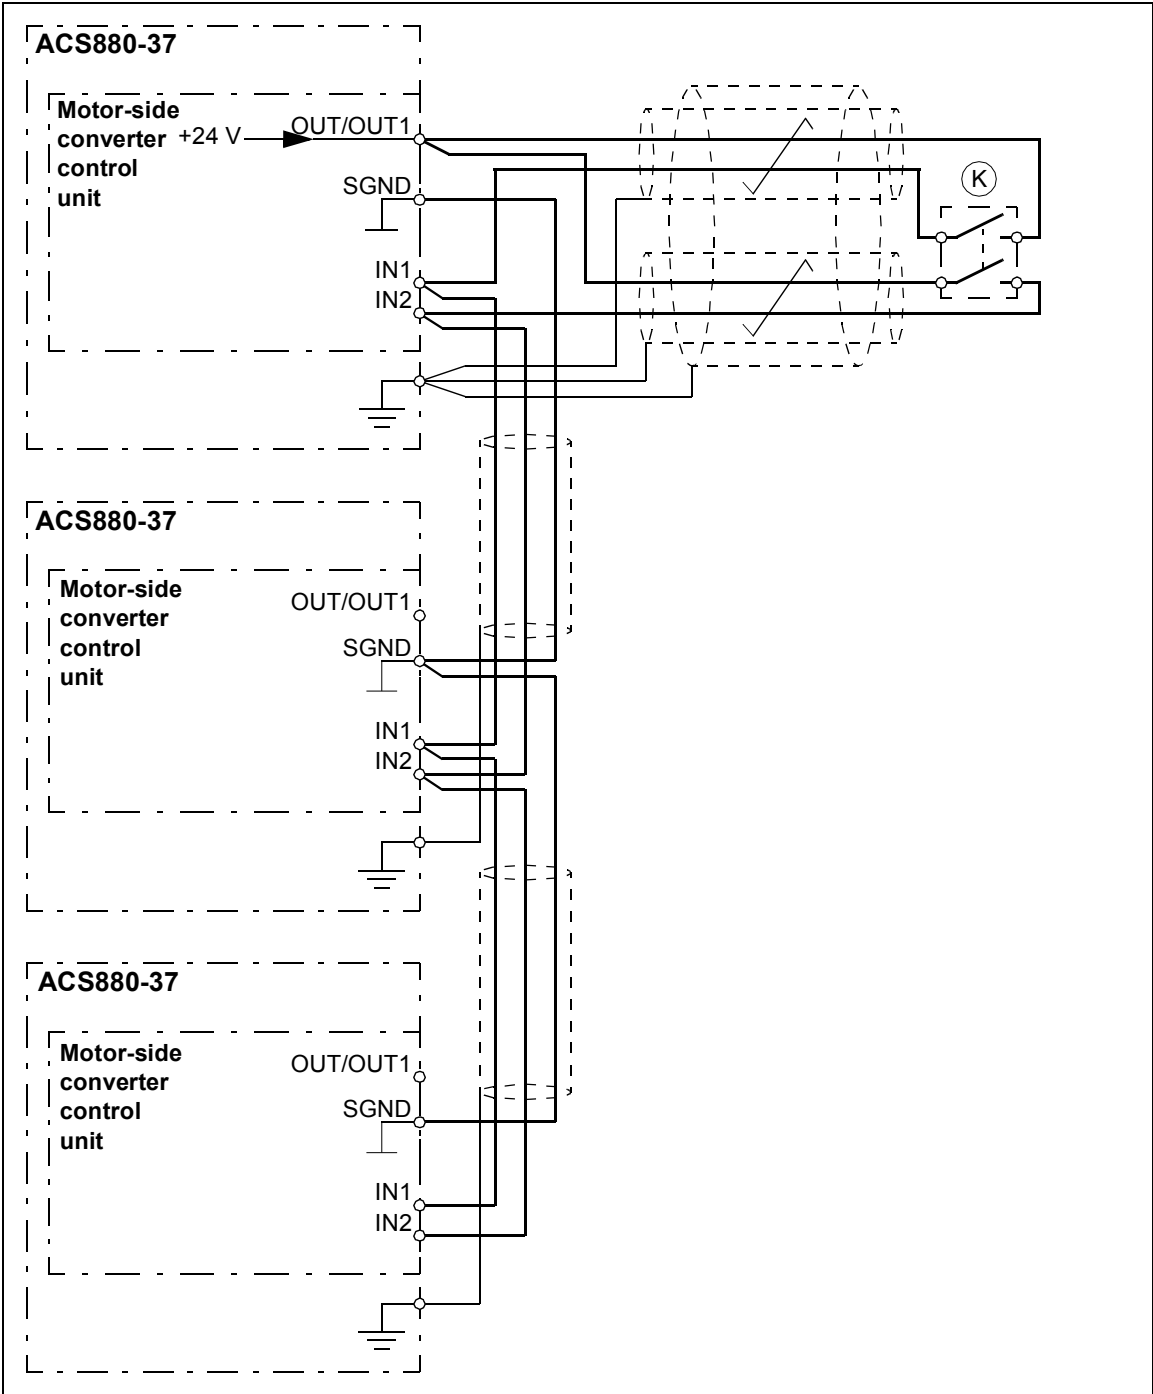 ACS880-37
Motor-side
converter
control
unit
+24 V
OUT/OUT1
SGND
IN1
IN2
K
ACS880-37
Motor-side
converter
control
unit
OUT/OUT1
SGND
IN1
IN2
ACS880-37
Motor-side
converter
control
unit
OUT/OUT1
SGND
IN1
IN2